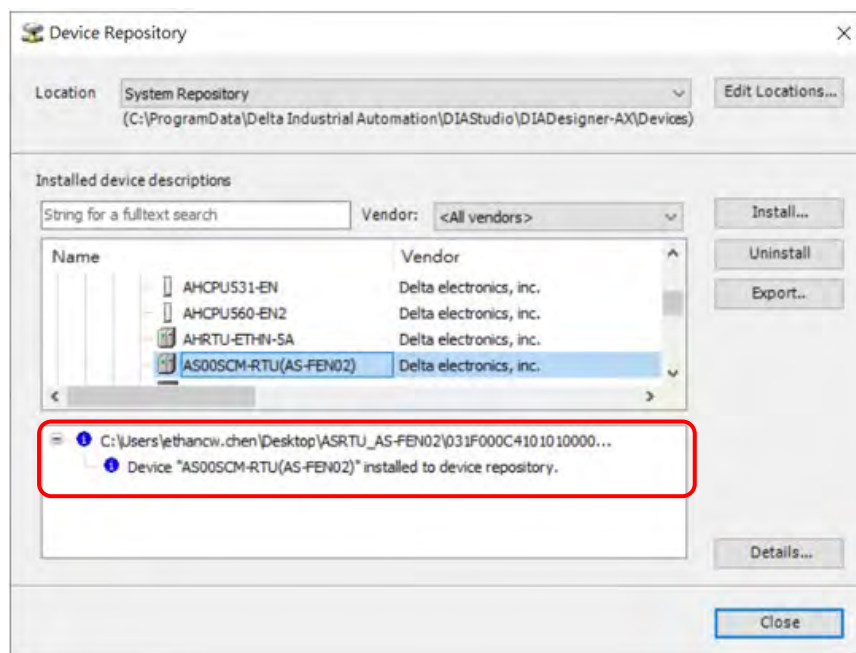 Device Repository
Location System Repository Edit Locations...
(C:\ProgramData\Delta Industrial Automation\DIAStudio\DIADesigner-AX\Devices)
Installed device descriptions
String for a fulltext search Vendor: <All vendors> Install...
Name Vendor Uninstall
AHCPU531-EN Delta electronics, inc. Export..
AHCPU560-EN2 Delta electronics, inc.
AHRTU-ETHN-5A Delta electronics, inc.
AS00SCM-RTU(AS-FEN02) Delta electronics, inc.
C:\Users\ethancw.chen\Desktop\ASRTU_AS-FEN02\031F000C4101010000...
Device "AS00SCM-RTU(AS-FEN02)" installed to device repository.
Details...
Close